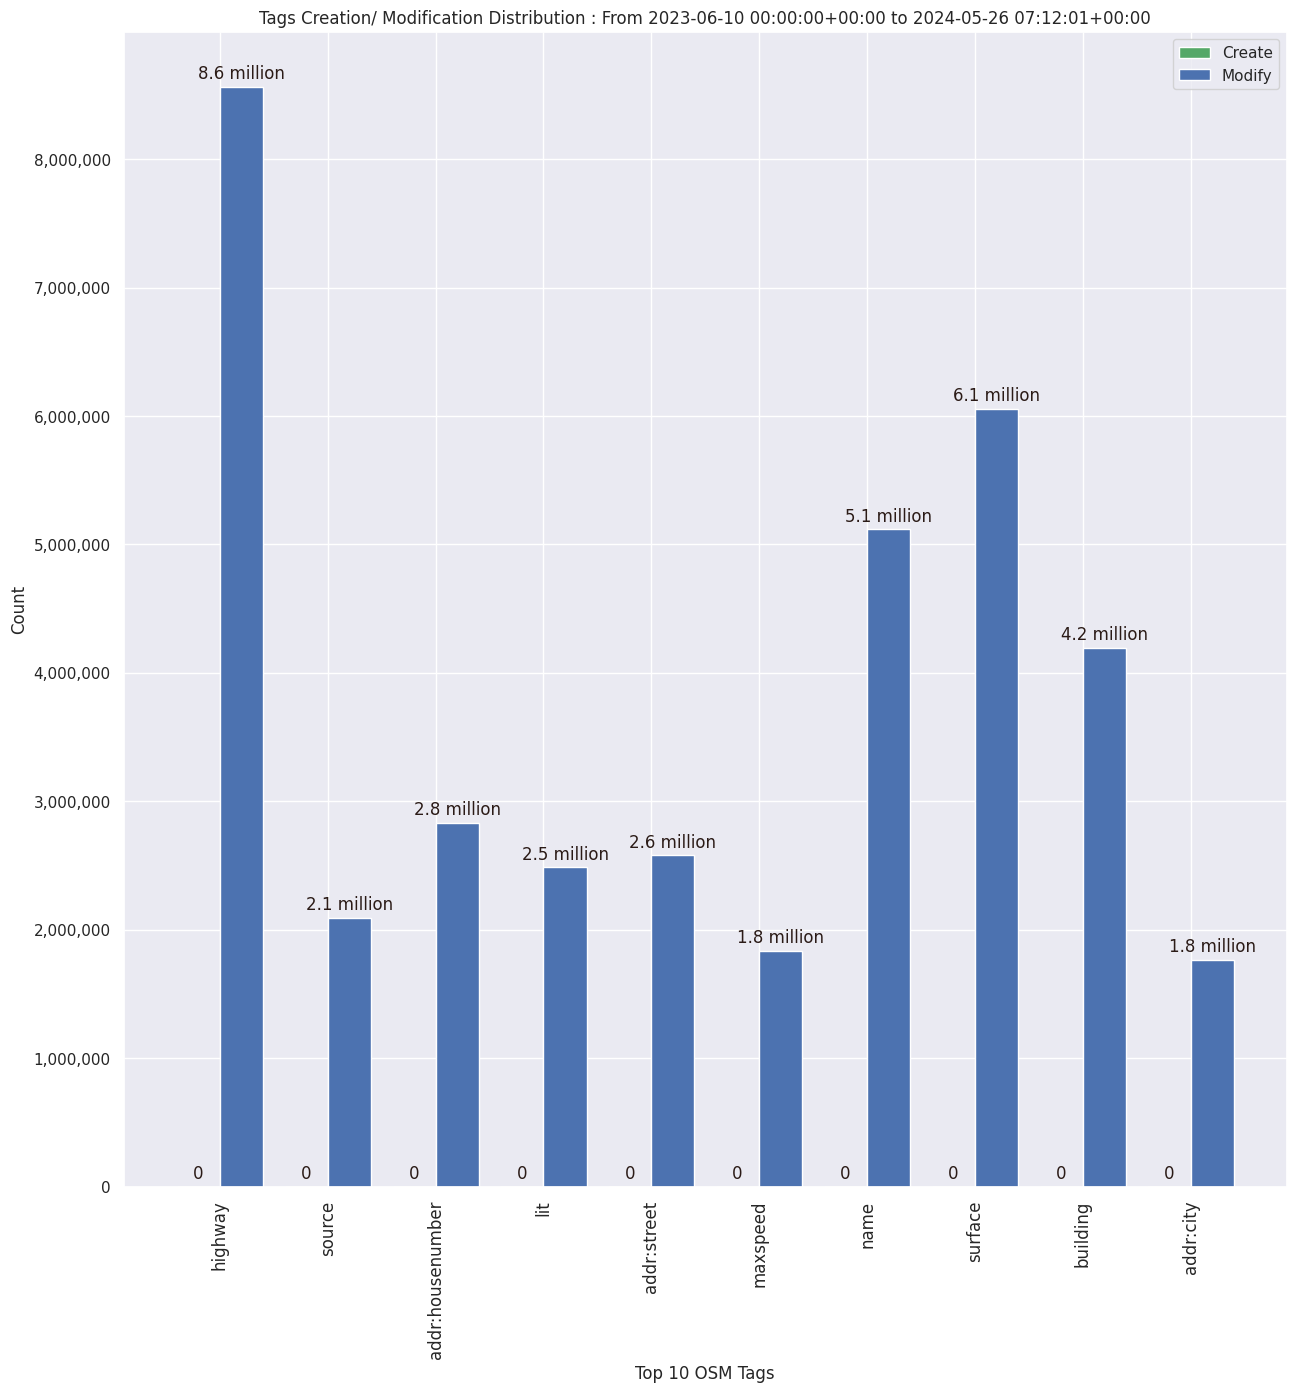 Tags Creation/ Modification Distribution : From 2023-06-10 00:00:00+00:00 to 2024-05-26 07:12:01+00:00
Create
Modify
8.6 million
2.1 million
2.8 million
2.5 million
2.6 million
1.8 million
5.1 million
6.1 million
4.2 million
1.8 million
0
0
0
0
0
0
0
0
0
0
8,000,000
7,000,000
6,000,000
5,000,000
4,000,000
3,000,000
2,000,000
1,000,000
0
Count
highway
source
addr:housenumber
lit
addr:street
maxspeed
name
surface
building
addr:city
Top 10 OSM Tags